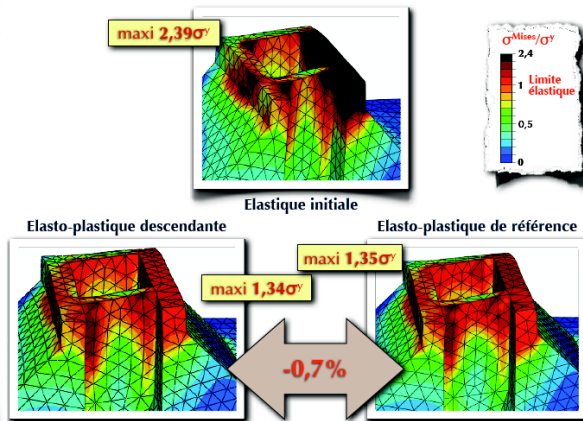 maxi 2,39σʸ
σᴹⁱˢᵉˢ/σʸ
2,4
Limite
élastique
1
0,5
0
Elastique initiale
Elasto-plastique descendante
Elasto-plastique de référence
maxi 1,34σʸ
maxi 1,35σʸ
-0,7%